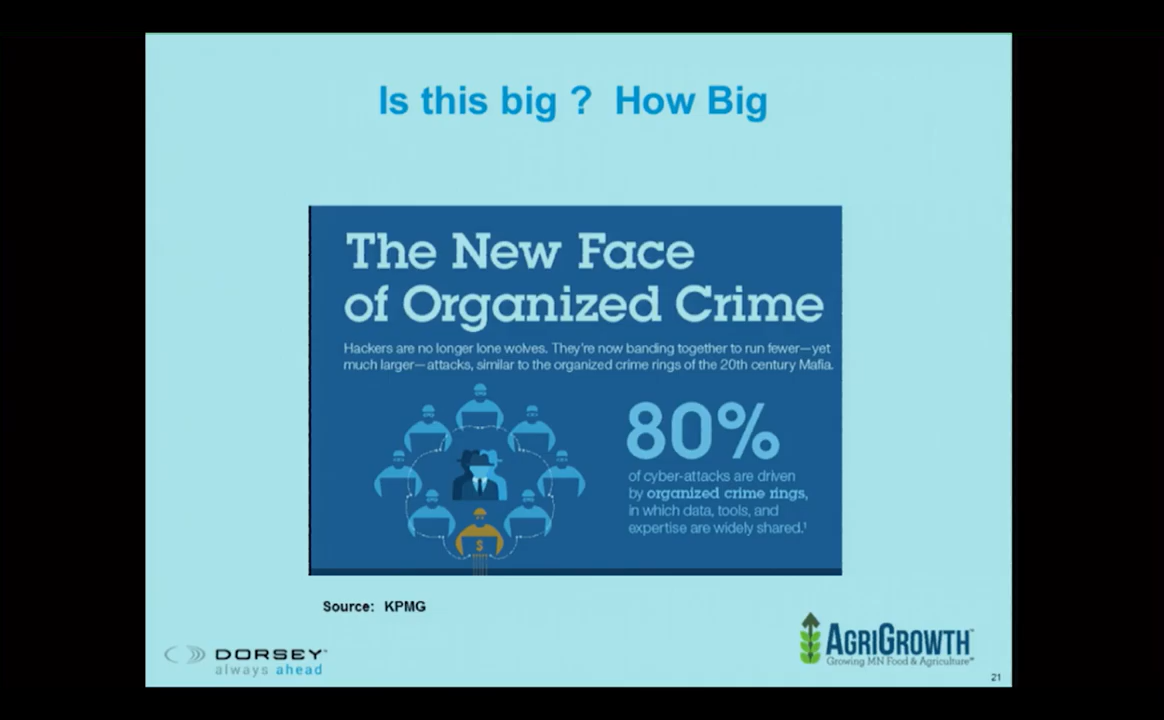 Is this big ? How Big
The New Face
of Organized Crime
Hackers are no longer lone wolves. They're now banding together to run fewer—yet
much larger—attacks, similar to the organized crime rings of the 20th century Mafia.
80%
of cyber-attacks are driven
by organized crime rings,
in which data, tools, and
expertise are widely shared.¹
$
Source: KPMG
DORSEY™
always ahead
AGRIGROWTH™
Growing MN Food & Agriculture℠
21